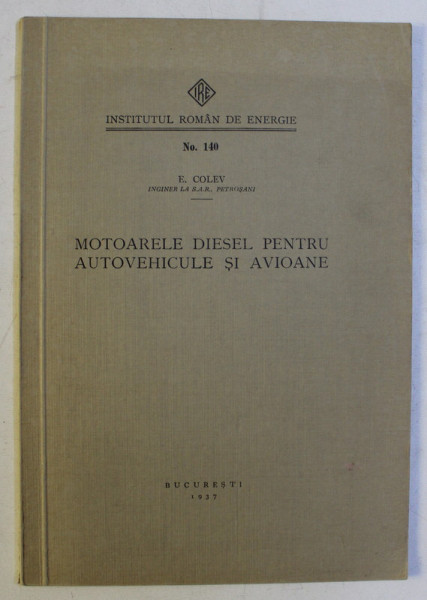 IRE
INSTITUTUL ROMÂN DE ENERGIE
No. 140
E. COLEV
INGINER LA R.A.R., PETROȘANI
MOTOARELE DIESEL PENTRU
AUTOVEHICULE ȘI AVIOANE
BUCUREȘTI
1937